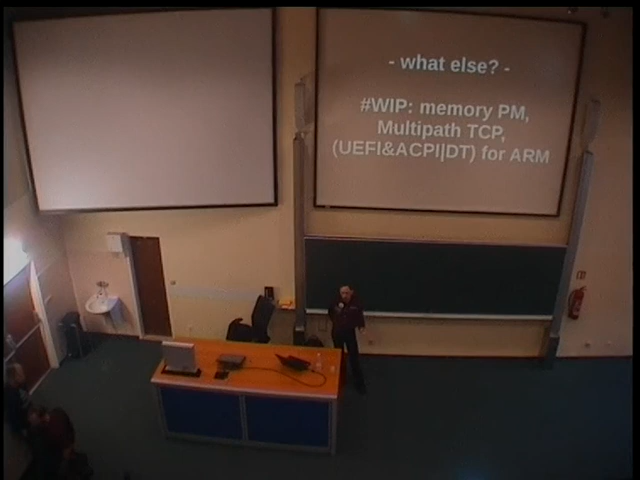 - what else? -
#WIP: memory PM,
Multipath TCP,
(UEFI&ACPI|DT) for ARM